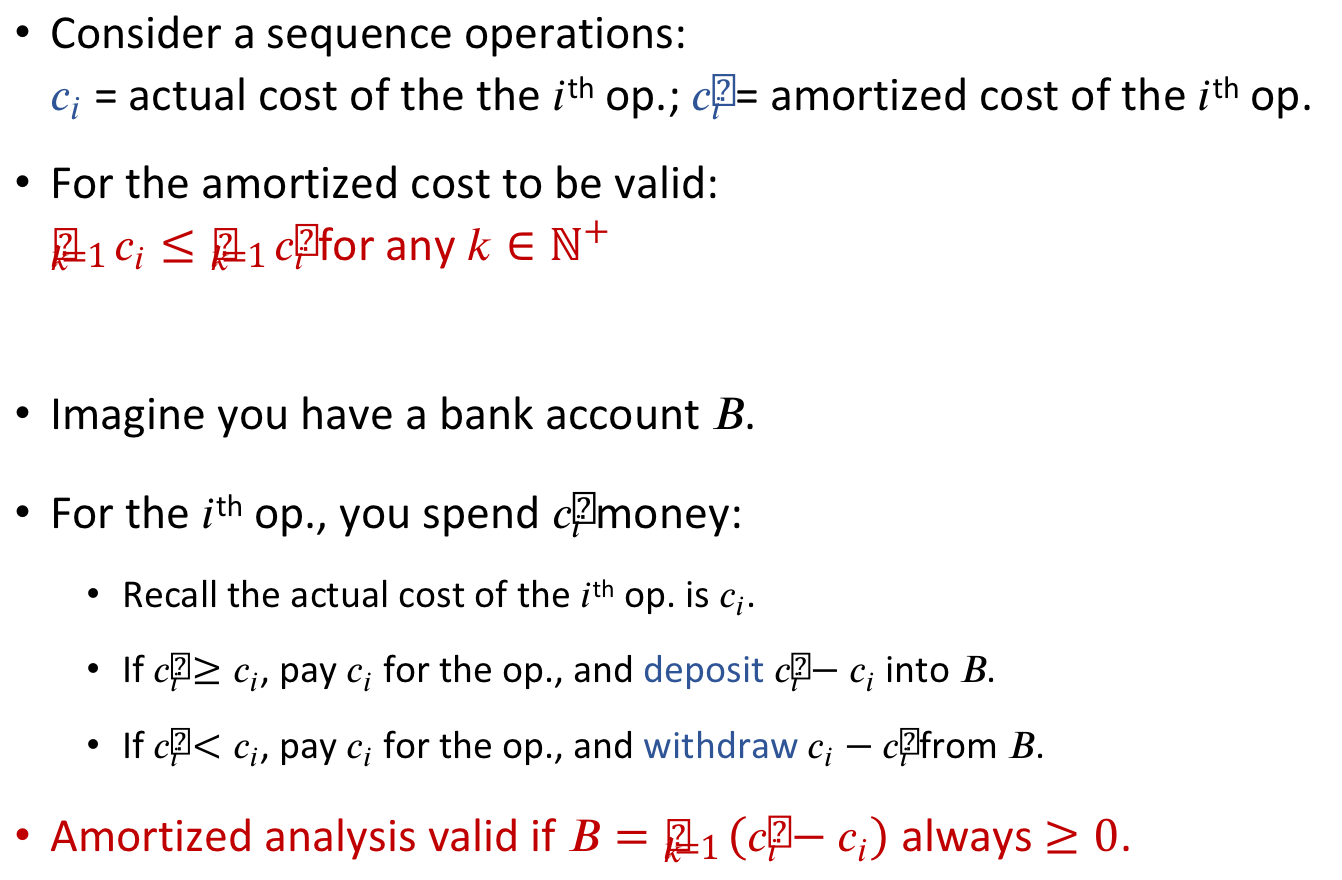 • Consider a sequence operations:
cᵢ = actual cost of the the iᵗʰ op.; cᵢ = amortized cost of the iᵗʰ op.
• For the amortized cost to be valid:
k=1 cᵢ ≤ k=1 cᵢ for any k ∈ ℕ⁺
• Imagine you have a bank account B.
• For the iᵗʰ op., you spend cᵢ money:
• Recall the actual cost of the iᵗʰ op. is cᵢ.
• If cᵢ ≥ cᵢ, pay cᵢ for the op., and deposit cᵢ − cᵢ into B.
• If cᵢ < cᵢ, pay cᵢ for the op., and withdraw cᵢ − cᵢ from B.
• Amortized analysis valid if B = k=1 (cᵢ − cᵢ) always ≥ 0.